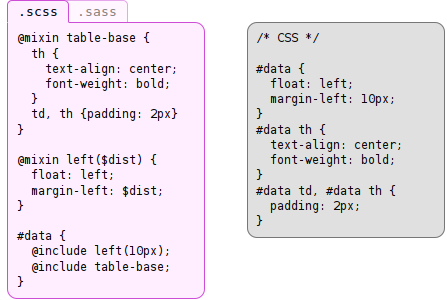 .scss .sass
@mixin table-base {
  th {
    text-align: center;
    font-weight: bold;
  }
  td, th {padding: 2px}
}

@mixin left($dist) {
  float: left;
  margin-left: $dist;
}

#data {
  @include left(10px);
  @include table-base;
}
/* CSS */

#data {
  float: left;
  margin-left: 10px;
}
#data th {
  text-align: center;
  font-weight: bold;
}
#data td, #data th {
  padding: 2px;
}